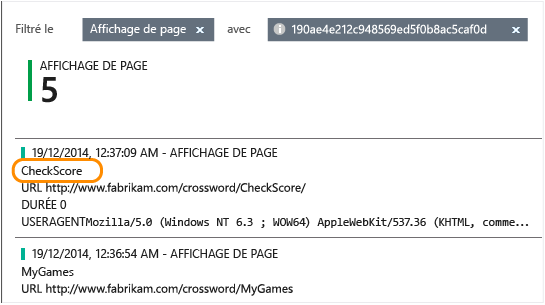 Filtré le Affichage de page x avec i 190ae4e212c948569ed5f0b8ac5caf0d x
AFFICHAGE DE PAGE
5
19/12/2014, 12:37:09 AM - AFFICHAGE DE PAGE
CheckScore
URL http://www.fabrikam.com/crossword/CheckScore/
DURÉE 0
USERAGENTMozilla/5.0 (Windows NT 6.3 ; WOW64) AppleWebKit/537.36 (KHTML, comme...
19/12/2014, 12:36:54 AM - AFFICHAGE DE PAGE
MyGames
URL http://www.fabrikam.com/crossword/MyGames